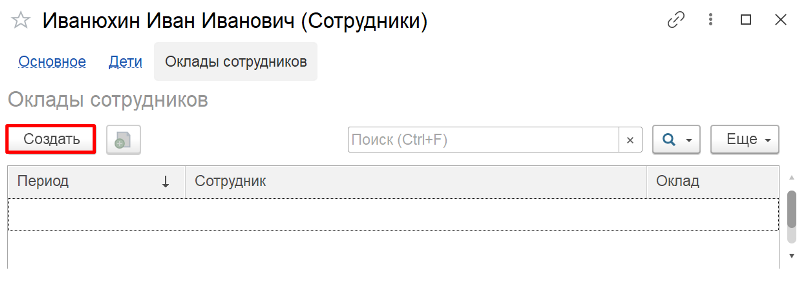 Иванюхин Иван Иванович (Сотрудники)
Основное Дети Оклады сотрудников
Оклады сотрудников
Создать Поиск (Ctrl+F) × Еще
Период ↓ Сотрудник Оклад